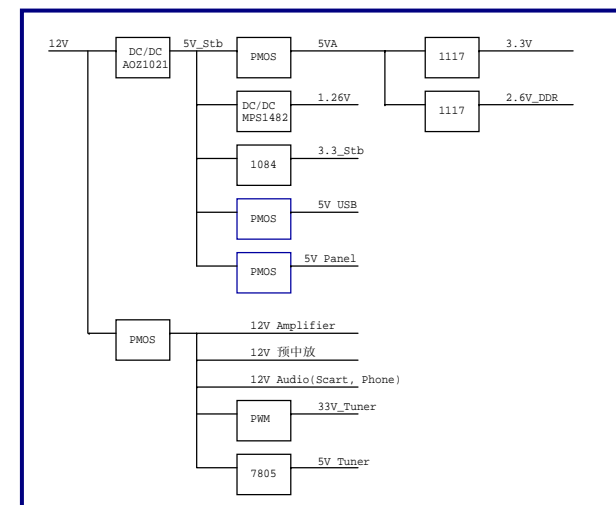 12V
DC/DC
AOZ1021
5V_Stb
PMOS
5VA
1117
3.3V
1117
2.6V_DDR
DC/DC
MPS1482
1.26V
1084
3.3_Stb
PMOS
5V USB
PMOS
5V Panel
PMOS
12V Amplifier
12V 预中放
12V Audio(Scart, Phone)
PWM
33V_Tuner
7805
5V Tuner